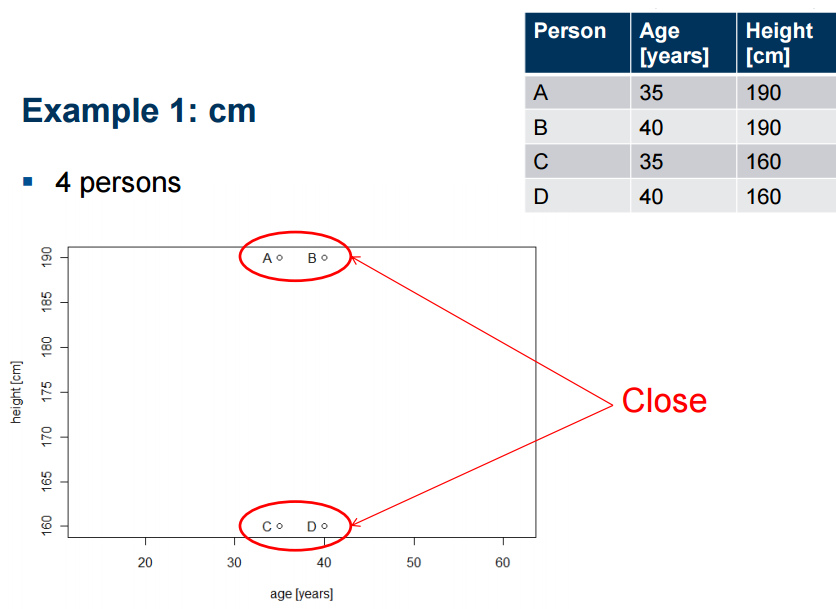 Example 1: cm
▪ 4 persons
Person Age [years] Height [cm]
A 35 190
B 40 190
C 35 160
D 40 160
190
185
180
175
170
165
160
height [cm]
A B
C D
Close
20 30 40 50 60
age [years]